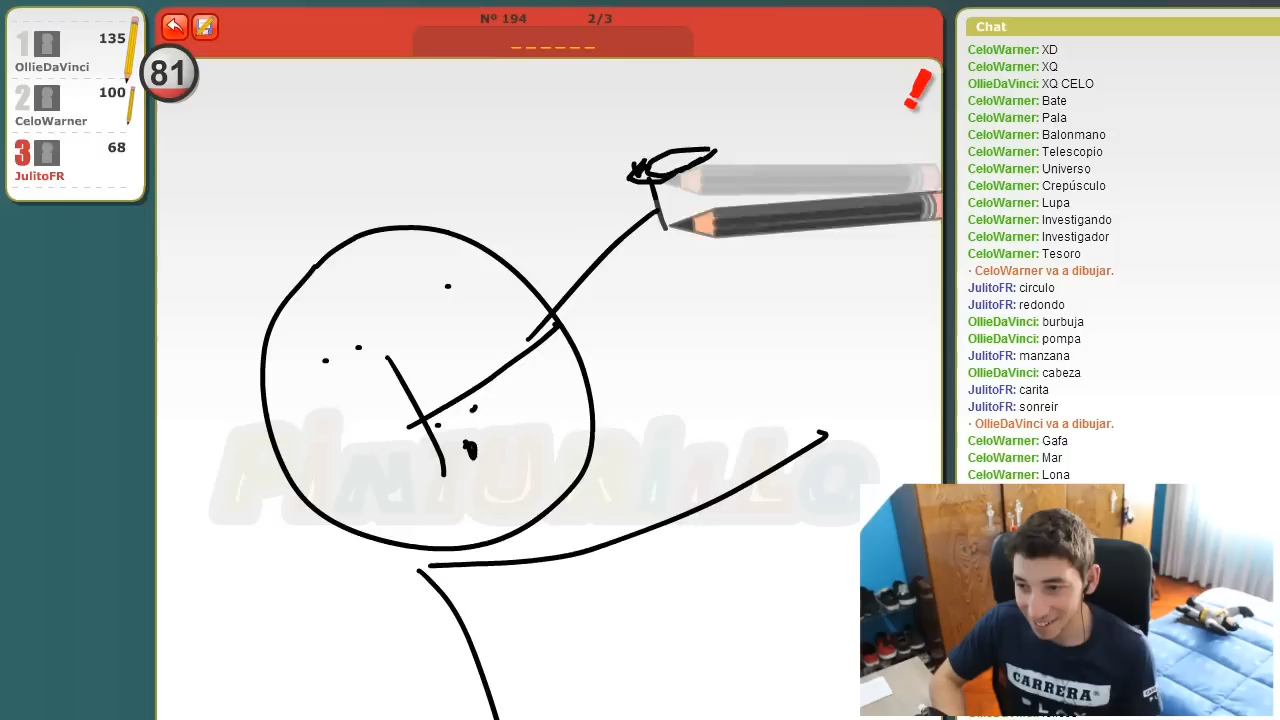 Nº 194 2/3
1 135
OllieDaVinci
81
2 100
CeloWarner
3 68
JulitoFR
PinTURiLLO
Chat
CeloWarner: XD
CeloWarner: XQ
OllieDaVinci: XQ CELO
CeloWarner: Bate
CeloWarner: Pala
CeloWarner: Balonmano
CeloWarner: Telescopio
CeloWarner: Universo
CeloWarner: Crepúsculo
CeloWarner: Lupa
CeloWarner: Investigando
CeloWarner: Investigador
CeloWarner: Tesoro
· CeloWarner va a dibujar.
JulitoFR: circulo
JulitoFR: redondo
OllieDaVinci: burbuja
OllieDaVinci: pompa
JulitoFR: manzana
OllieDaVinci: cabeza
JulitoFR: carita
JulitoFR: sonreir
· OllieDaVinci va a dibujar.
CeloWarner: Gafa
CeloWarner: Mar
CeloWarner: Lona
CARRERA